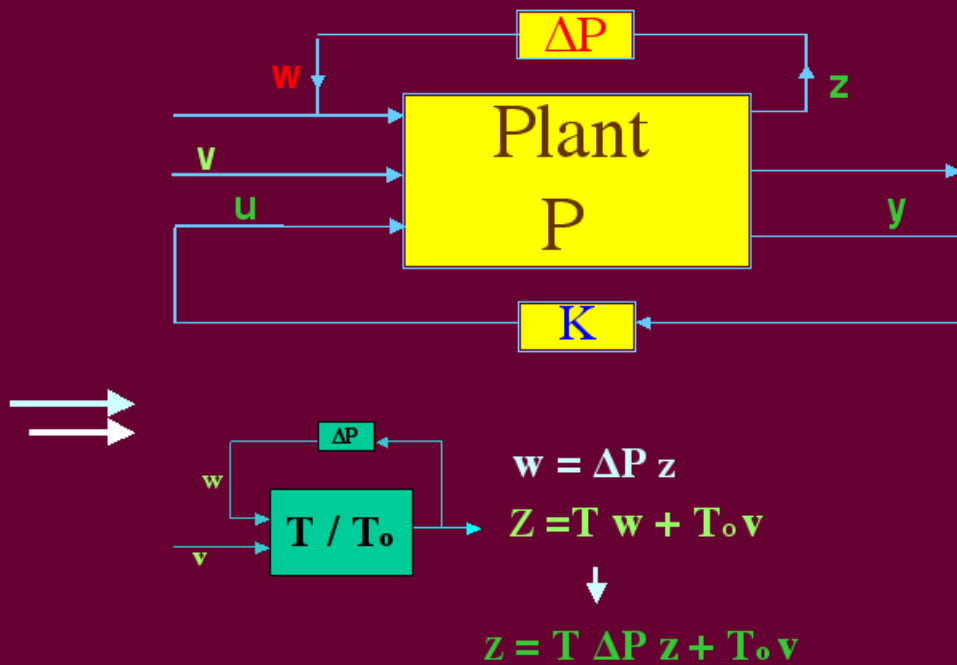 ΔP
w
z
Plant
P
v
u
y
K
ΔP
w
T / To
v
w = ΔP z
Z =T w + To v
z = T ΔP z + To v